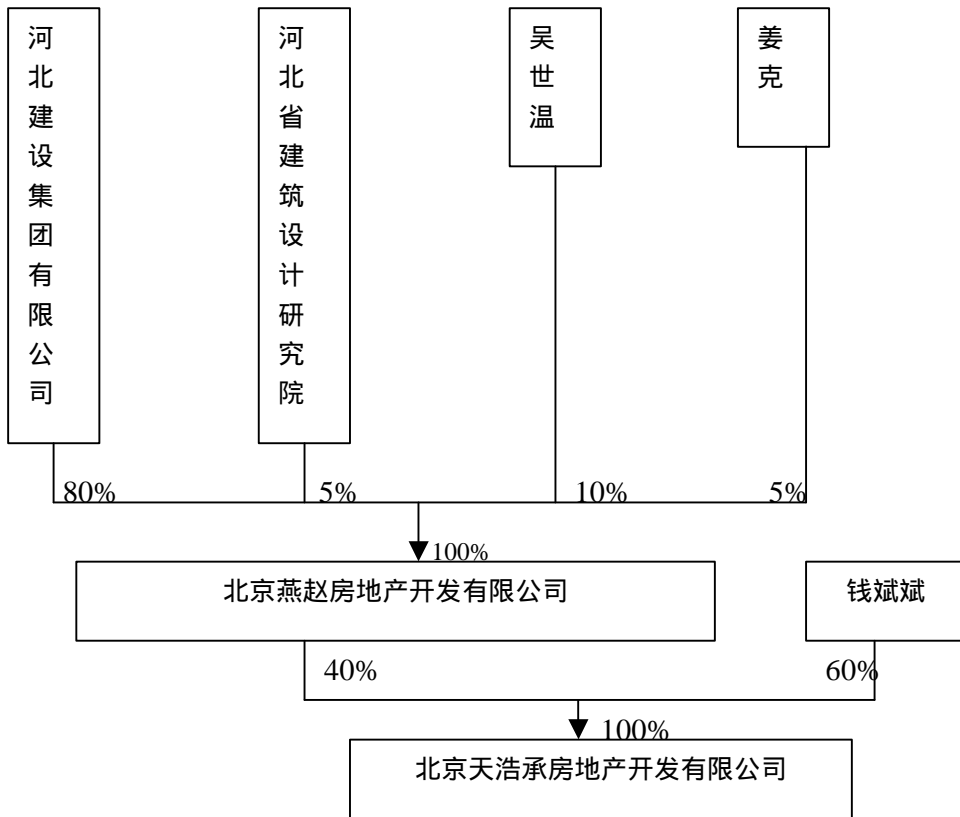 河北建设集团有限公司
河北省建筑设计研究院
吴世温
姜克
80%
5%
10%
5%
100%
北京燕赵房地产开发有限公司
钱斌斌
40%
60%
100%
北京天浩承房地产开发有限公司